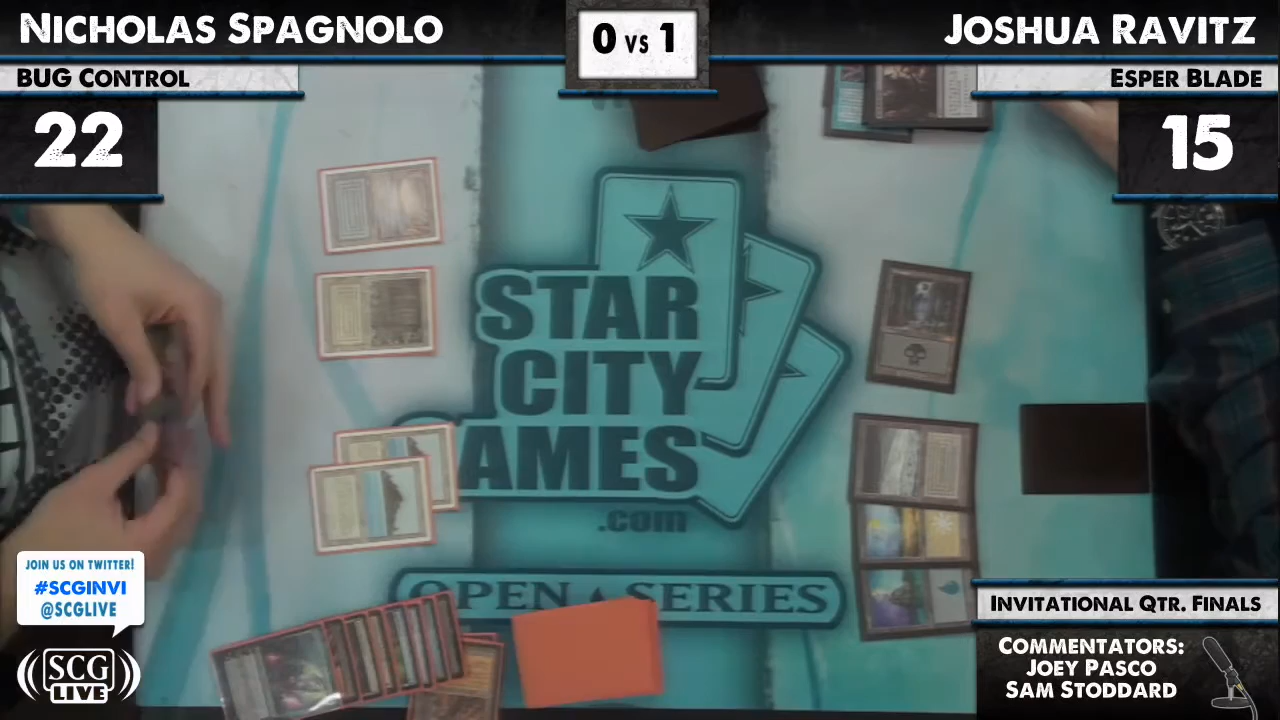 Nicholas Spagnolo
0 vs 1
Joshua Ravitz
BUG Control
Esper Blade
22
15
STAR
CITY
GAMES
.com
OPEN SERIES
Join us on Twitter!
#SCGINVI
@SCGLIVE
SCG
LIVE
Invitational Qtr. Finals
Commentators:
Joey Pasco
Sam Stoddard